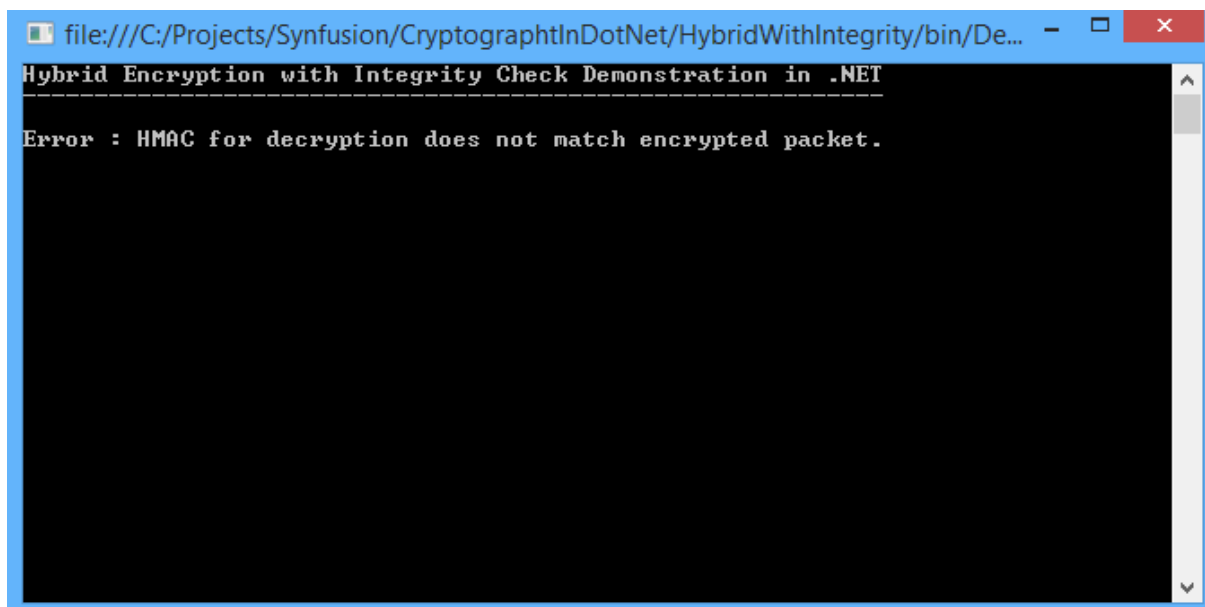 file:///C:/Projects/Synfusion/CryptographtInDotNet/HybridWithIntegrity/bin/De...
Hybrid Encryption with Integrity Check Demonstration in .NET
------------------------------------------------------------
Error : HMAC for decryption does not match encrypted packet.